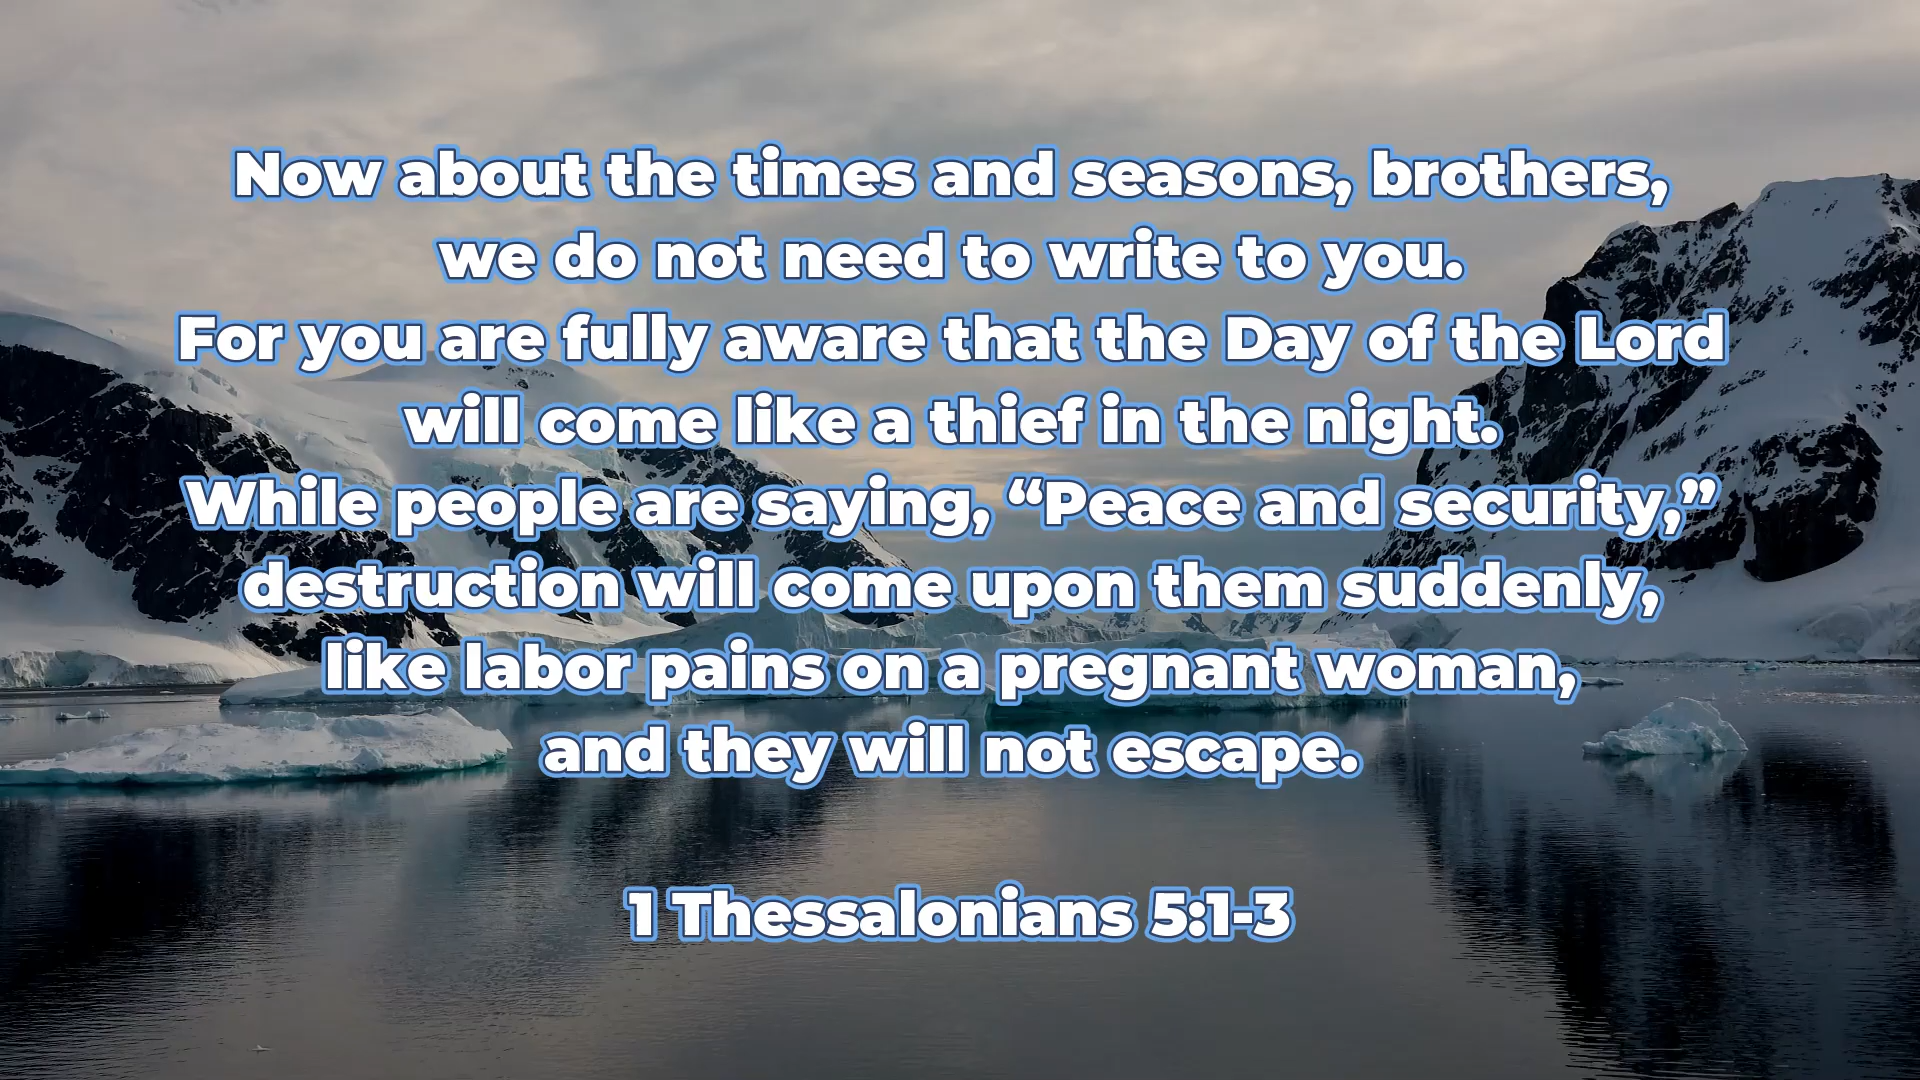 Now about the times and seasons, brothers,
we do not need to write to you.
For you are fully aware that the Day of the Lord
will come like a thief in the night.
While people are saying, “Peace and security,”
destruction will come upon them suddenly,
like labor pains on a pregnant woman,
and they will not escape.
1 Thessalonians 5:1-3